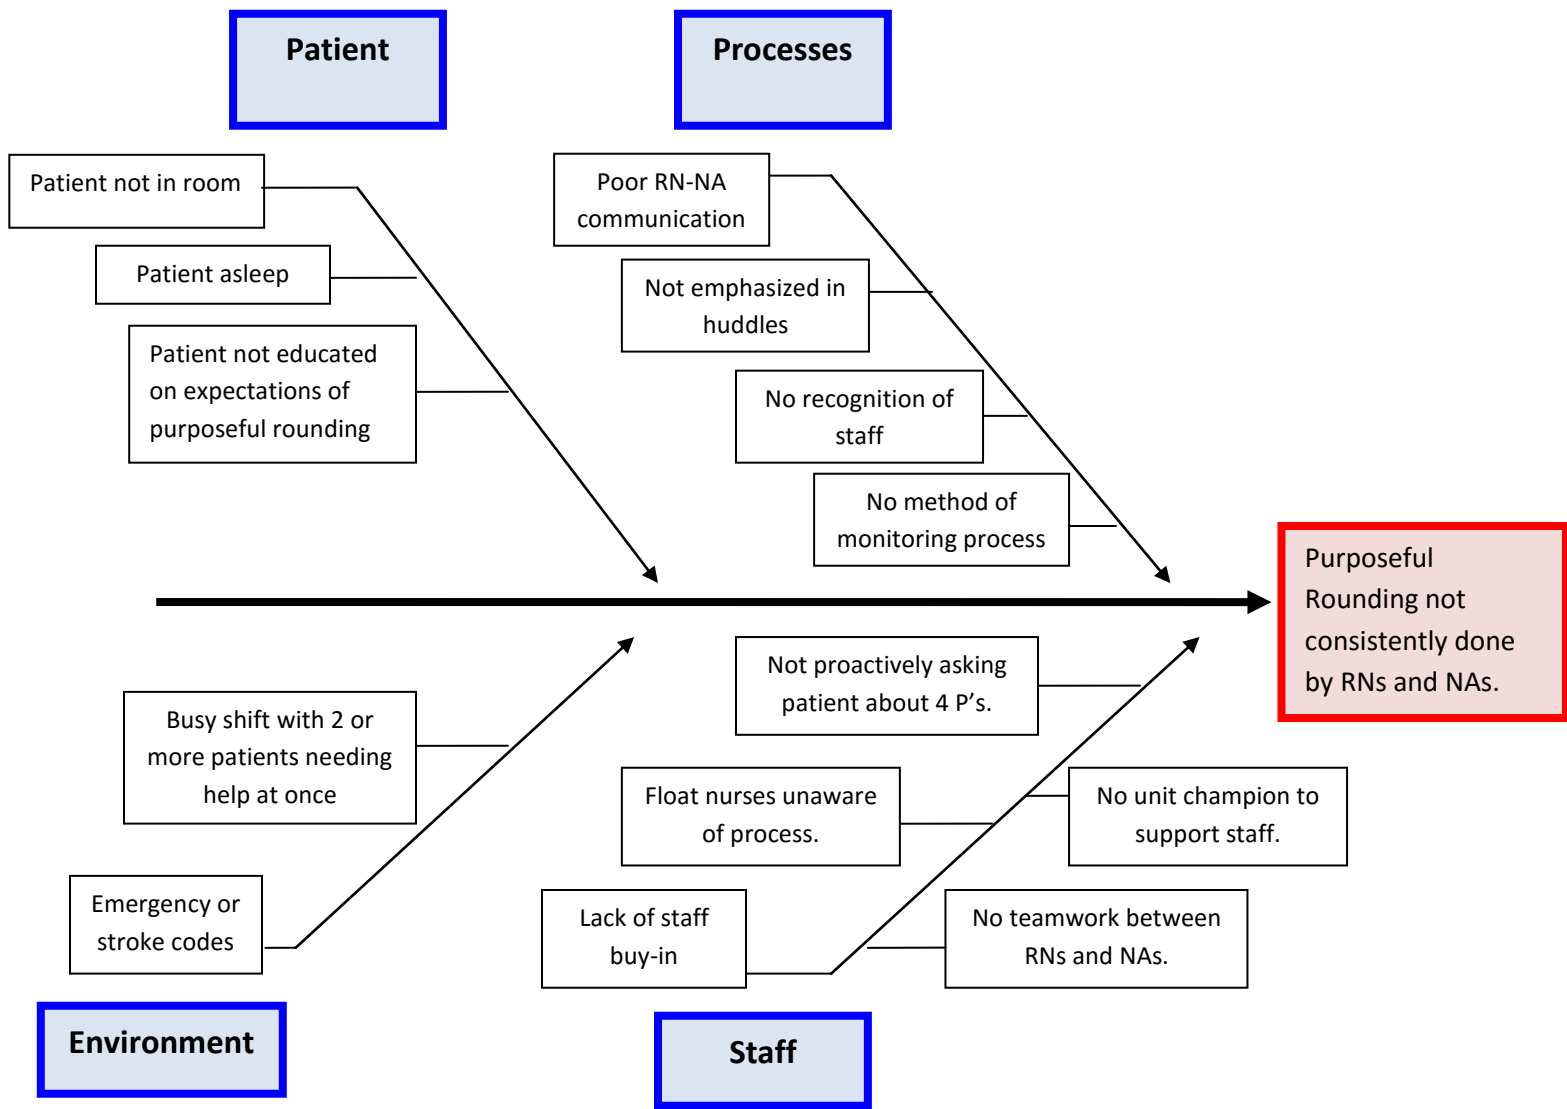 Patient
Processes
Patient not in room
Patient asleep
Patient not educated
on expectations of
purposeful rounding
Poor RN-NA
communication
Not emphasized in
huddles
No recognition of
staff
No method of
monitoring process
Purposeful
Rounding not
consistently done
by RNs and NAs.
Busy shift with 2 or
more patients needing
help at once
Emergency or
stroke codes
Not proactively asking
patient about 4 P’s.
Float nurses unaware
of process.
No unit champion to
support staff.
Lack of staff
buy-in
No teamwork between
RNs and NAs.
Environment
Staff